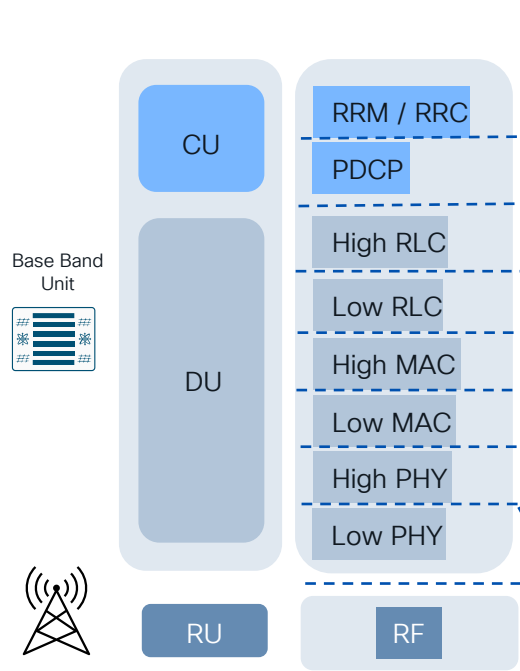 CU
RRM / RRC
PDCP
High RLC
Base Band
Unit
Low RLC
DU
High MAC
Low MAC
High PHY
Low PHY
RU
RF